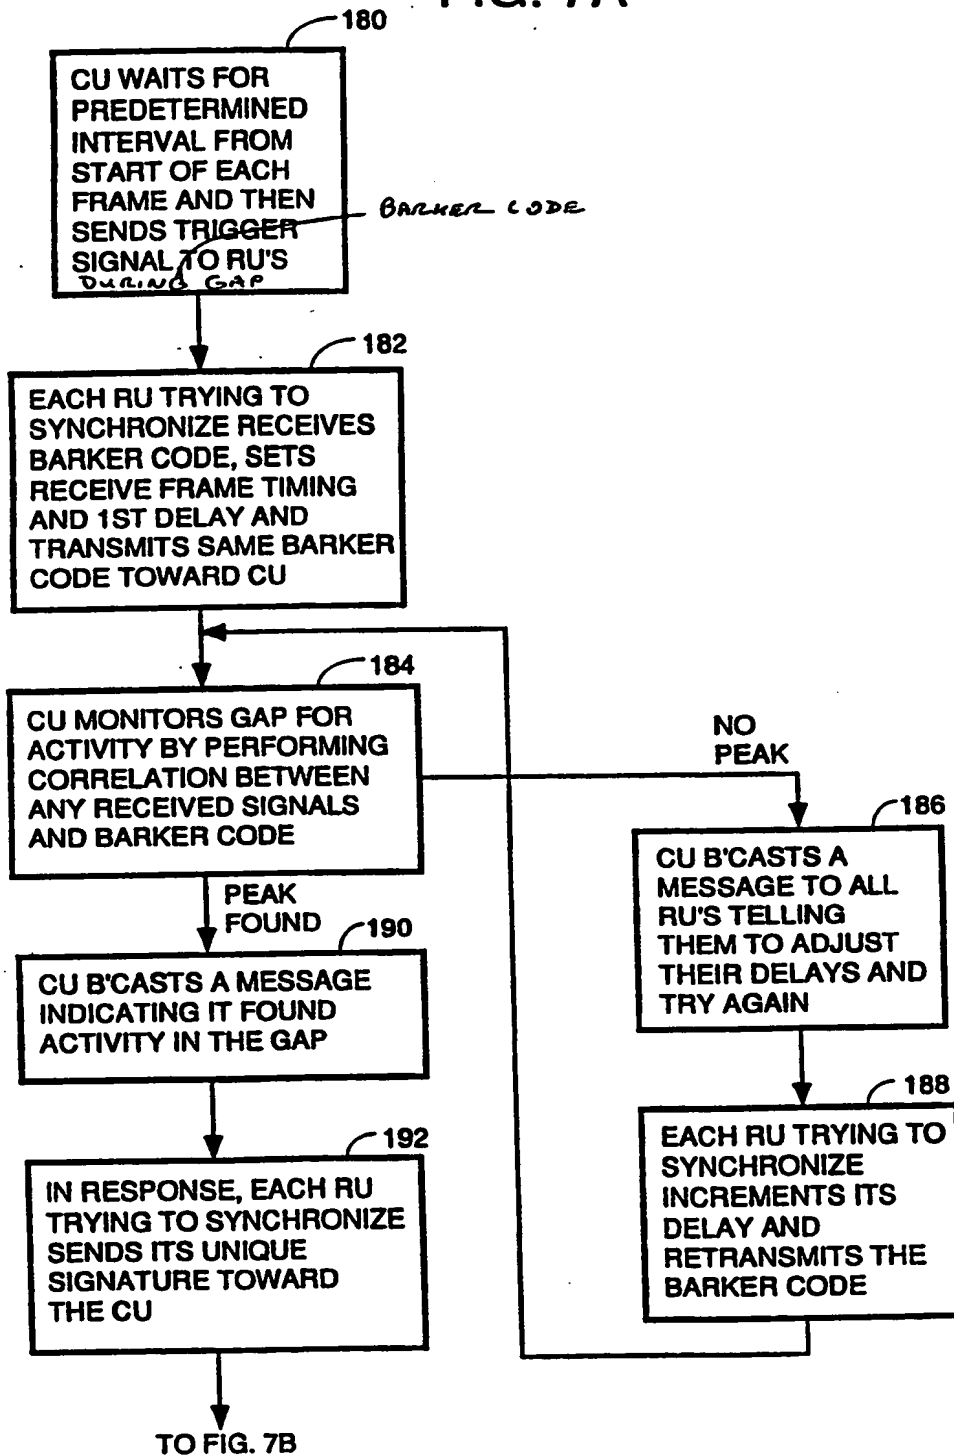 FIG. 7A
180
CU WAITS FOR
PREDETERMINED
INTERVAL FROM
START OF EACH
FRAME AND THEN
SENDS TRIGGER
SIGNAL TO RU'S
DURING GAP
BARKER CODE
182
EACH RU TRYING TO
SYNCHRONIZE RECEIVES
BARKER CODE, SETS
RECEIVE FRAME TIMING
AND 1ST DELAY AND
TRANSMITS SAME BARKER
CODE TOWARD CU
184
CU MONITORS GAP FOR
ACTIVITY BY PERFORMING
CORRELATION BETWEEN
ANY RECEIVED SIGNALS
AND BARKER CODE
NO
PEAK
186
CU B'CASTS A
MESSAGE TO ALL
RU'S TELLING
THEM TO ADJUST
THEIR DELAYS AND
TRY AGAIN
188
EACH RU TRYING TO
SYNCHRONIZE
INCREMENTS ITS
DELAY AND
RETRANSMITS THE
BARKER CODE
PEAK
FOUND
190
CU B'CASTS A MESSAGE
INDICATING IT FOUND
ACTIVITY IN THE GAP
192
IN RESPONSE, EACH RU
TRYING TO SYNCHRONIZE
SENDS ITS UNIQUE
SIGNATURE TOWARD
THE CU
TO FIG. 7B